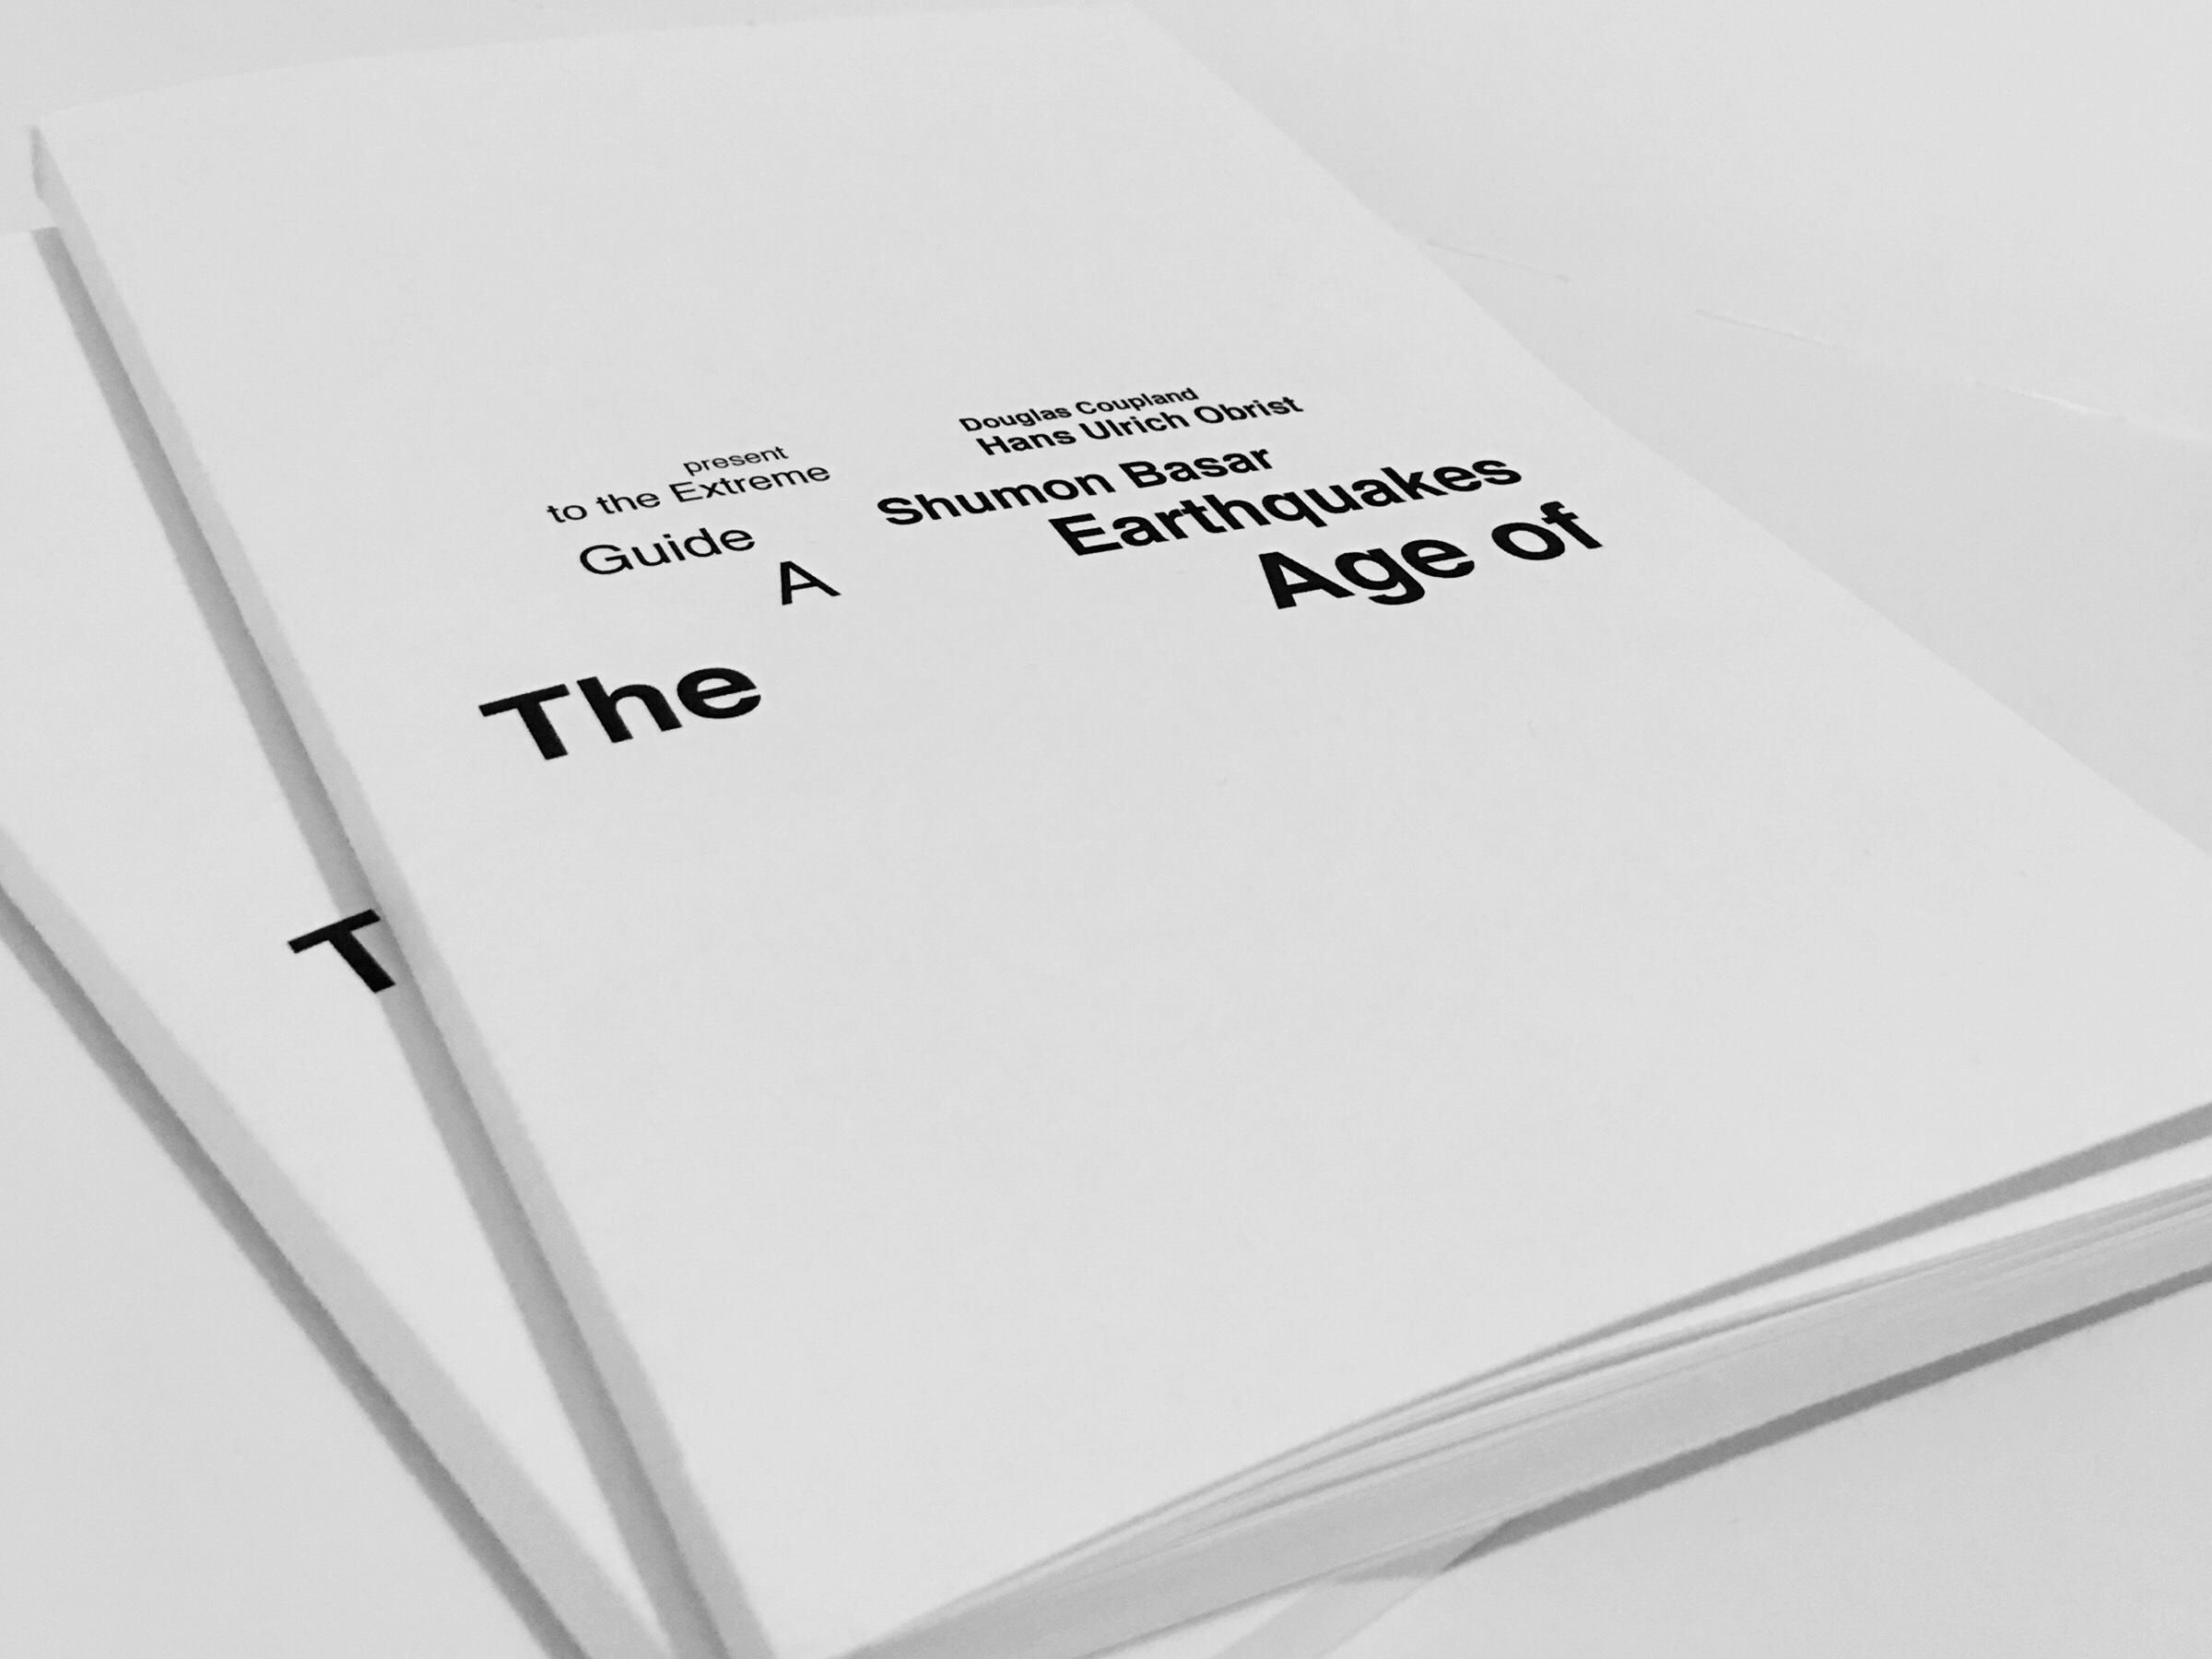 Douglas Coupland
Hans Ulrich Obrist
Shumon Basar
Earthquakes
Age of
present
to the Extreme
Guide
A
The
T